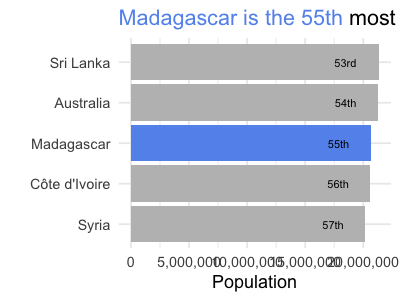 Madagascar is the 55th most
Sri Lanka 53rd
Australia 54th
Madagascar 55th
Côte d'Ivoire 56th
Syria 57th
0 5,000,000 10,000,000 15,000,000 20,000,000
Population